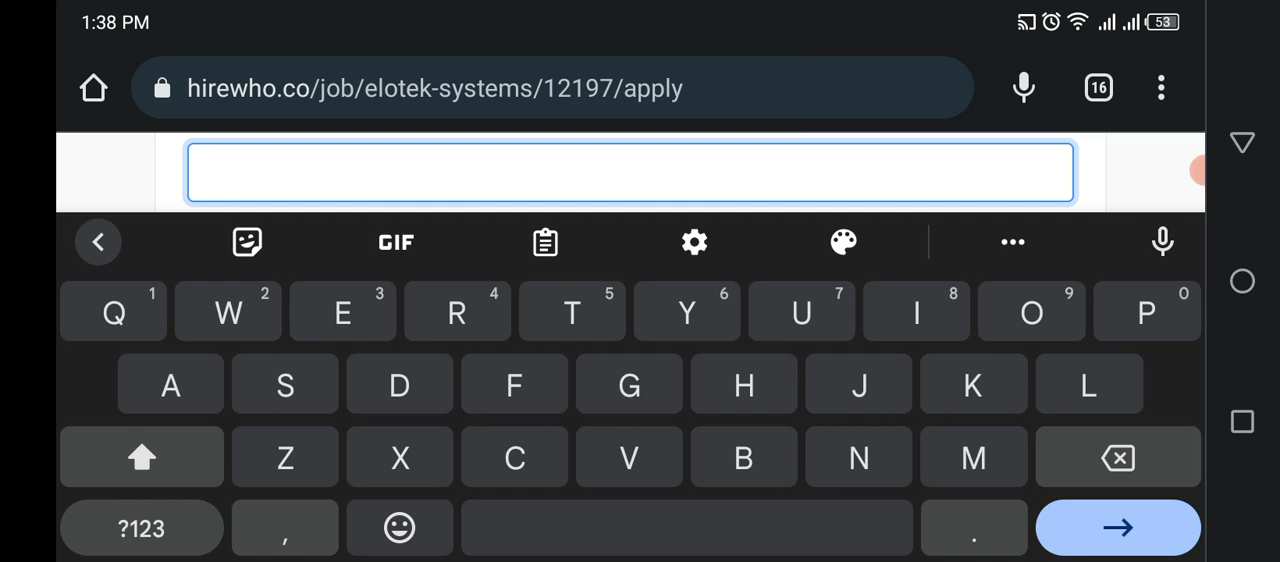 1:38 PM
53
hirewho.co/job/elotek-systems/12197/apply
16
GIF
Q 1 W 2 E 3 R 4 T 5 Y 6 U 7 I 8 O 9 P 0
A S D F G H J K L
Z X C V B N M
?123 , .